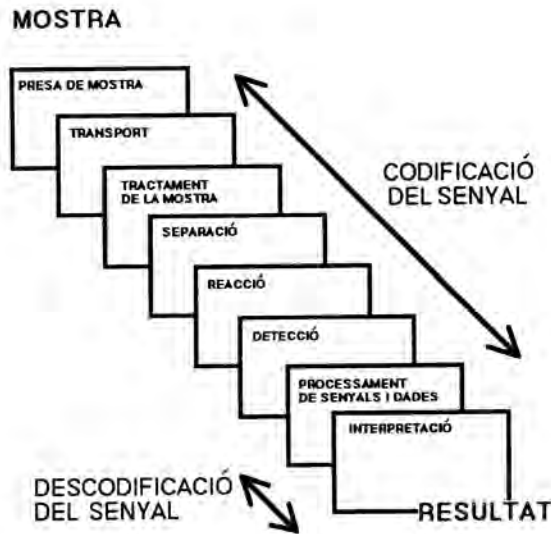 MOSTRA
PRESA DE MOSTRA
TRANSPORT
TRACTAMENT
DE LA MOSTRA
SEPARACIÓ
REACCIÓ
DETECCIÓ
PROCESSAMENT
DE SENYALS I DADES
INTERPRETACIÓ
CODIFICACIÓ
DEL SENYAL
DESCODIFICACIÓ
DEL SENYAL
RESULTAT